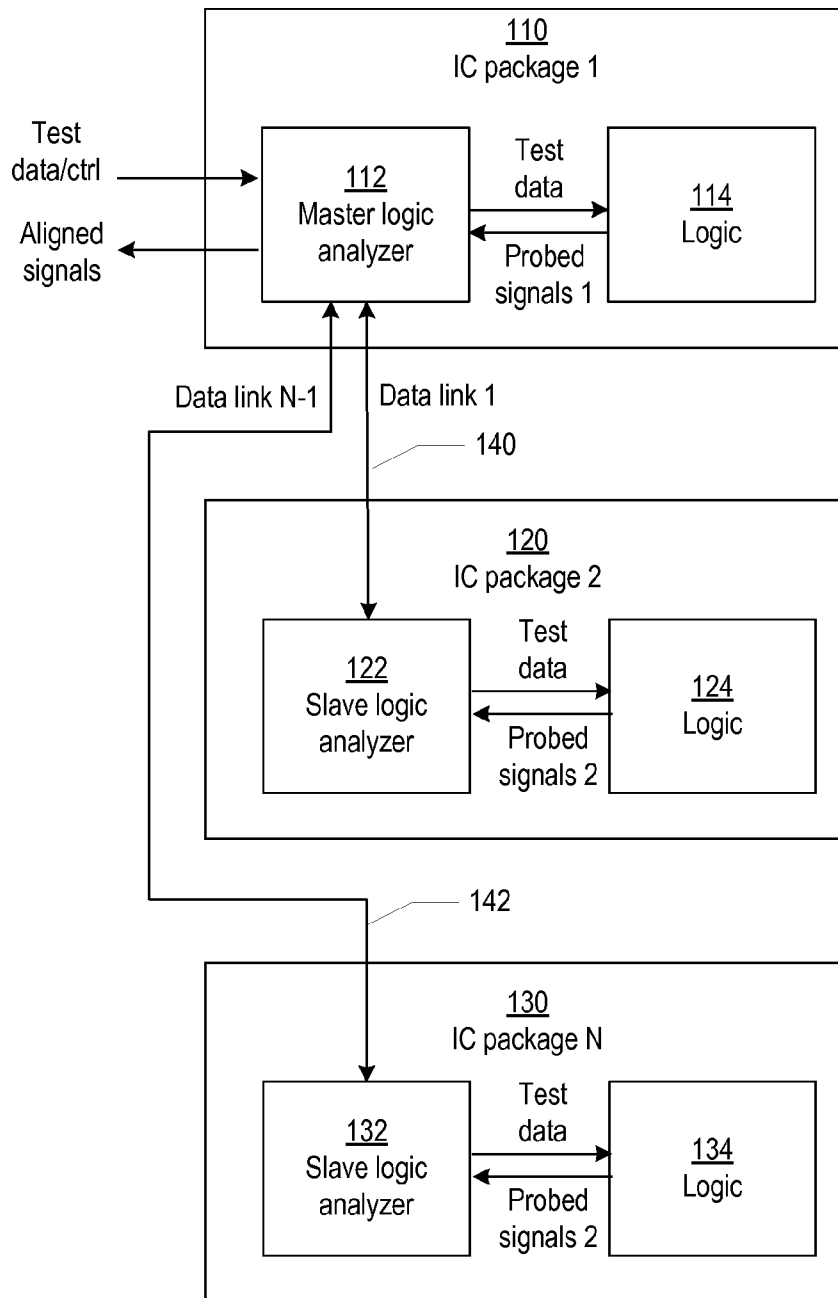 110
IC package 1
Test
data/ctrl
Aligned
signals
112
Master logic
analyzer
Test
data
Probed
signals 1
114
Logic
Data link N-1
Data link 1
140
120
IC package 2
122
Slave logic
analyzer
Test
data
Probed
signals 2
124
Logic
142
130
IC package N
132
Slave logic
analyzer
Test
data
Probed
signals 2
134
Logic